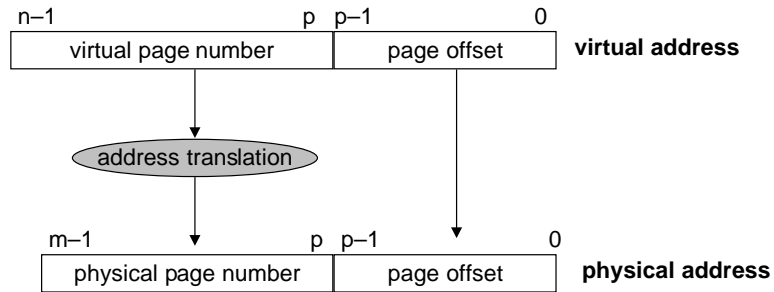 n–1 p p–1 0
virtual page number page offset virtual address
address translation
m–1 p p–1 0
physical page number page offset physical address